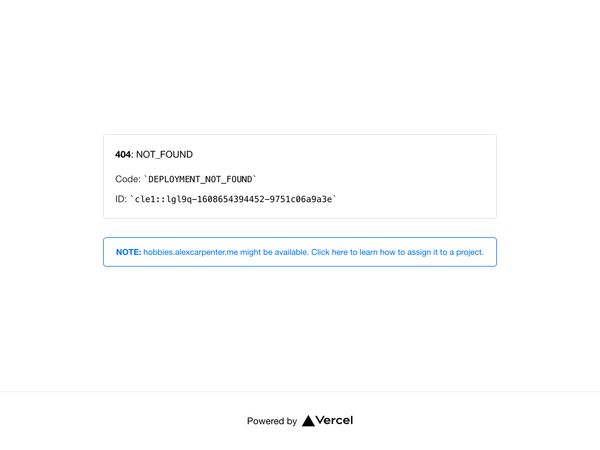 404: NOT_FOUND
Code: `DEPLOYMENT_NOT_FOUND`
ID: `cle1::lgl9q-1608654394452-9751c06a9a3e`
NOTE: hobbies.alexcarpenter.me might be available. Click here to learn how to assign it to a project.
Powered by Vercel